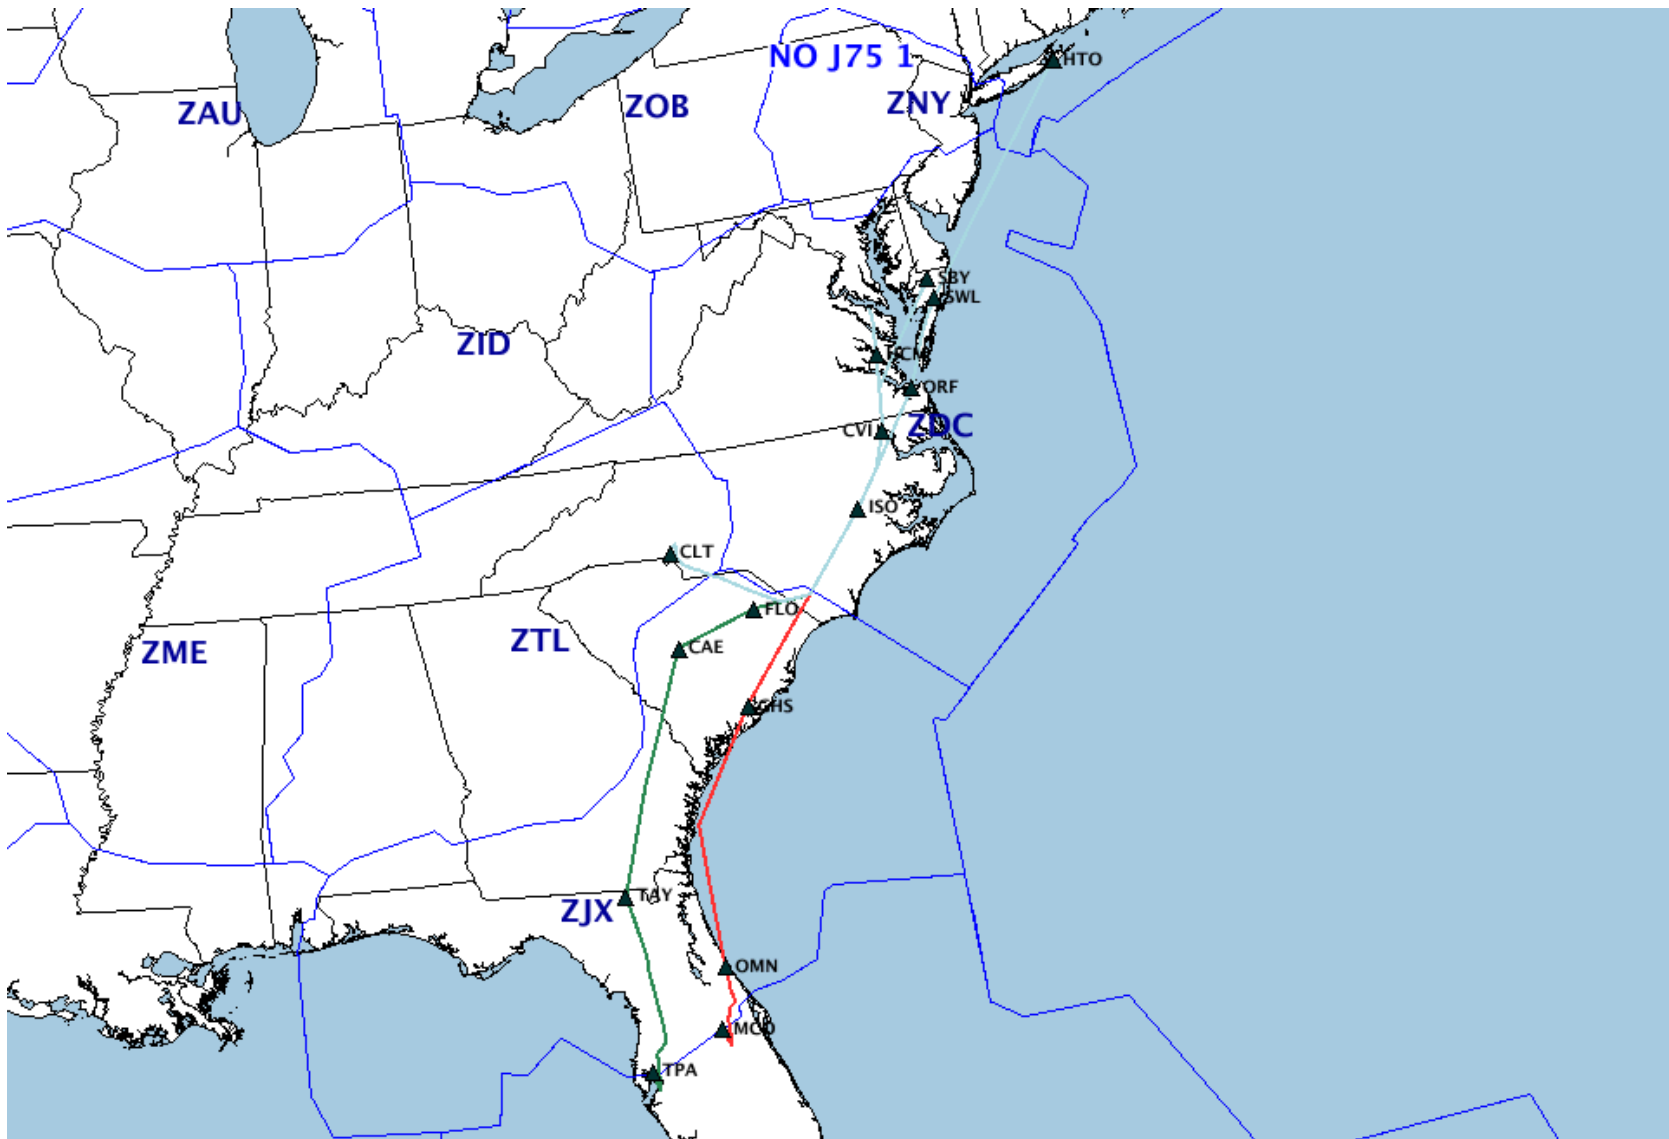 NO J75 1
HTO
ZAU
ZOB
ZNY
SBY
SWL
ZID
HCM
ORF
CVI
ZDC
ISO
CLT
FLO
ZTL
ZME
CAE
CHS
TAY
ZJX
OMN
MCO
TPA